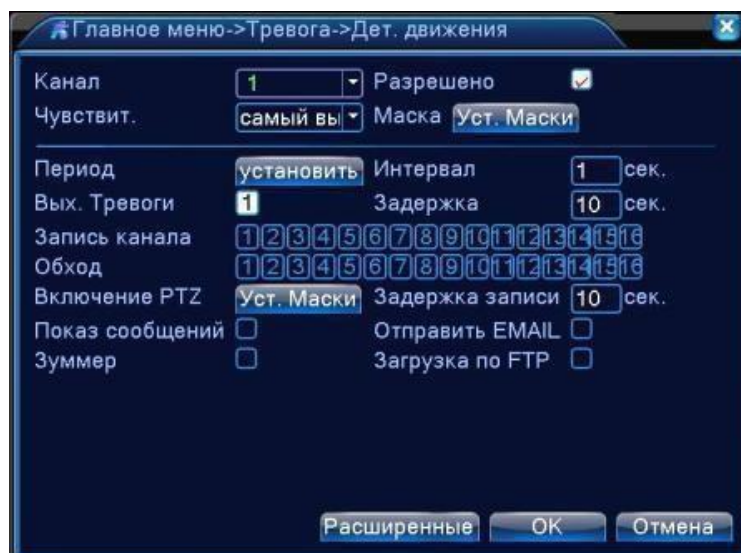 Главное меню->Тревога->Дет. движения
Канал 1 Разрешено
Чувствит. самый вы Маска Уст. Маски
Период установить Интервал 1 сек.
Вых. Тревоги 1 Задержка 10 сек.
Запись канала 1 2 3 4 5 6 7 8 9 10 11 12 13 14 15 16
Обход 1 2 3 4 5 6 7 8 9 10 11 12 13 14 15 16
Включение PTZ Уст. Маски Задержка записи 10 сек.
Показ сообщений Отправить EMAIL
Зуммер Загрузка по FTP
Расширенные OK Отмена